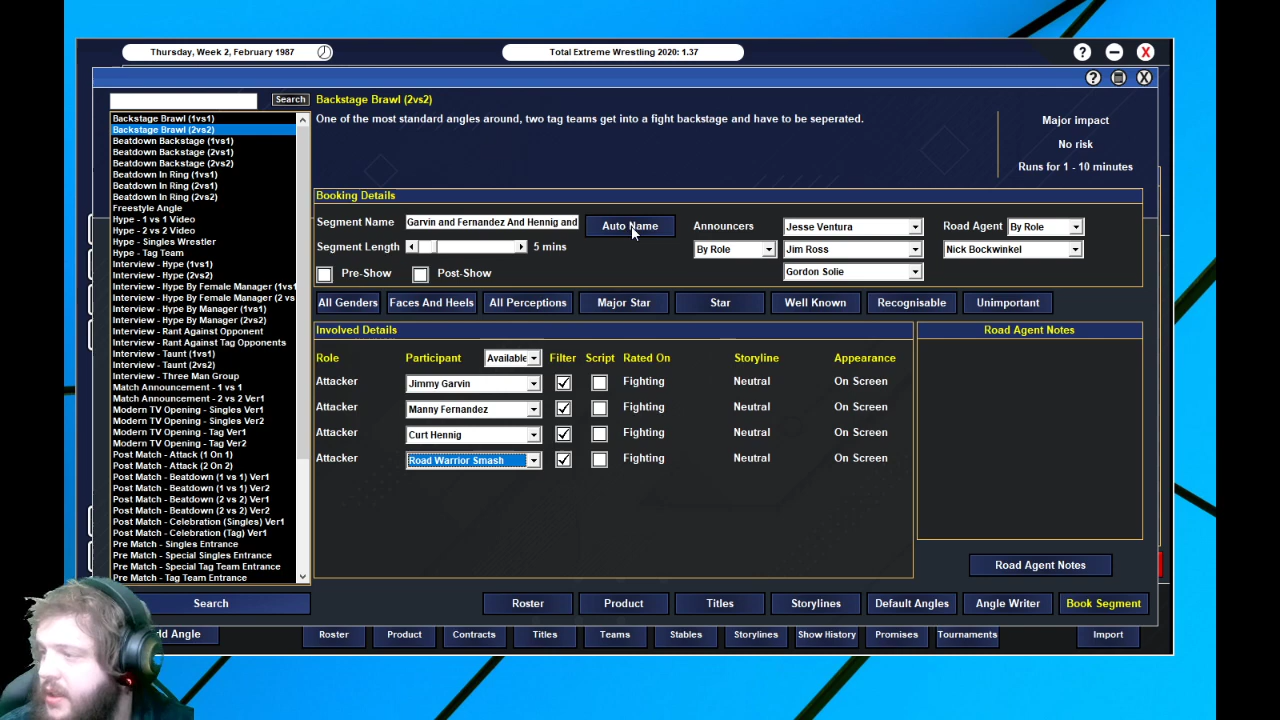 Thursday, Week 2, February 1987
Total Extreme Wrestling 2020: 1.37
? X
? X
Search
Backstage Brawl (1vs1)
Backstage Brawl (2vs2)
Beatdown Backstage (1vs1)
Beatdown Backstage (2vs1)
Beatdown Backstage (2vs2)
Beatdown In Ring (1vs1)
Beatdown In Ring (2vs1)
Beatdown In Ring (2vs2)
Freestyle Angle
Hype - 1 vs 1 Video
Hype - 2 vs 2 Video
Hype - Singles Wrestler
Hype - Tag Team
Interview - Hype (1vs1)
Interview - Hype (2vs2)
Interview - Hype By Female Manager (1vs1
Interview - Hype By Female Manager (2 vs
Interview - Hype By Manager (1vs1)
Interview - Hype By Manager (2vs2)
Interview - Rant Against Opponent
Interview - Rant Against Tag Opponents
Interview - Taunt (1vs1)
Interview - Taunt (2vs2)
Interview - Three Man Group
Match Announcement - 1 vs 1
Match Announcement - 2 vs 2 Ver1
Modern TV Opening - Singles Ver1
Modern TV Opening - Singles Ver2
Modern TV Opening - Tag Ver1
Modern TV Opening - Tag Ver2
Post Match - Attack (1 On 1)
Post Match - Attack (2 On 2)
Post Match - Beatdown (1 vs 1) Ver1
Post Match - Beatdown (1 vs 1) Ver2
Post Match - Beatdown (2 vs 2) Ver1
Post Match - Beatdown (2 vs 2) Ver2
Post Match - Celebration (Singles) Ver1
Post Match - Celebration (Tag) Ver1
Pre Match - Singles Entrance
Pre Match - Special Singles Entrance
Pre Match - Special Tag Team Entrance
Pre Match - Tag Team Entrance
Search
Backstage Brawl (2vs2)
One of the most standard angles around, two tag teams get into a fight backstage and have to be seperated.
Major impact
No risk
Runs for 1 - 10 minutes
Booking Details
Segment Name Garvin and Fernandez And Hennig and Auto Name Announcers Jesse Ventura Road Agent By Role
Segment Length 5 mins By Role Jim Ross Nick Bockwinkel
Pre-Show Post-Show Gordon Solie
All Genders Faces And Heels All Perceptions Major Star Star Well Known Recognisable Unimportant
Involved Details
Role Participant Available Filter Script Rated On Storyline Appearance
Attacker Jimmy Garvin Fighting Neutral On Screen
Attacker Manny Fernandez Fighting Neutral On Screen
Attacker Curt Hennig Fighting Neutral On Screen
Attacker Road Warrior Smash Fighting Neutral On Screen
Road Agent Notes
Road Agent Notes
Roster Product Titles Storylines Default Angles Angle Writer Book Segment
dd Angle Roster Product Contracts Titles Teams Stables Storylines Show History Promises Tournaments Import